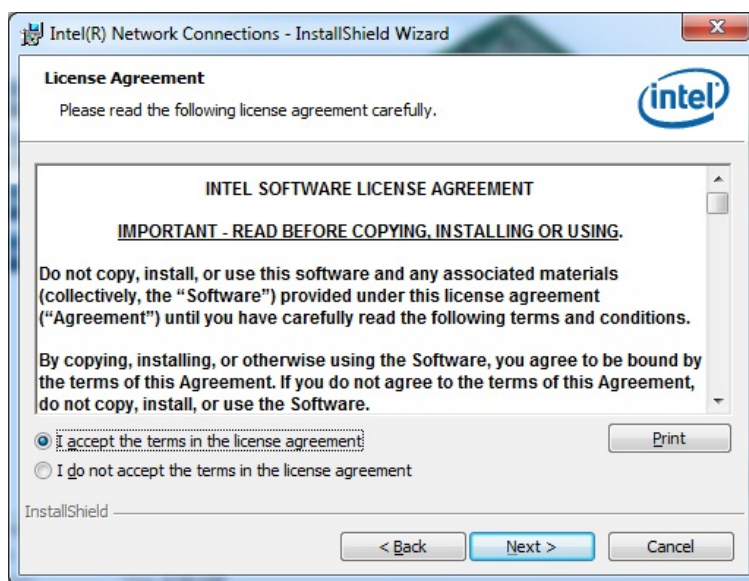 Intel(R) Network Connections - InstallShield Wizard
License Agreement
Please read the following license agreement carefully.
intel
INTEL SOFTWARE LICENSE AGREEMENT
IMPORTANT - READ BEFORE COPYING, INSTALLING OR USING.
Do not copy, install, or use this software and any associated materials
(collectively, the “Software”) provided under this license agreement
(“Agreement”) until you have carefully read the following terms and conditions.
By copying, installing, or otherwise using the Software, you agree to be bound by
the terms of this Agreement. If you do not agree to the terms of this Agreement,
do not copy, install, or use the Software.
I accept the terms in the license agreement
Print
I do not accept the terms in the license agreement
InstallShield
< Back
Next >
Cancel